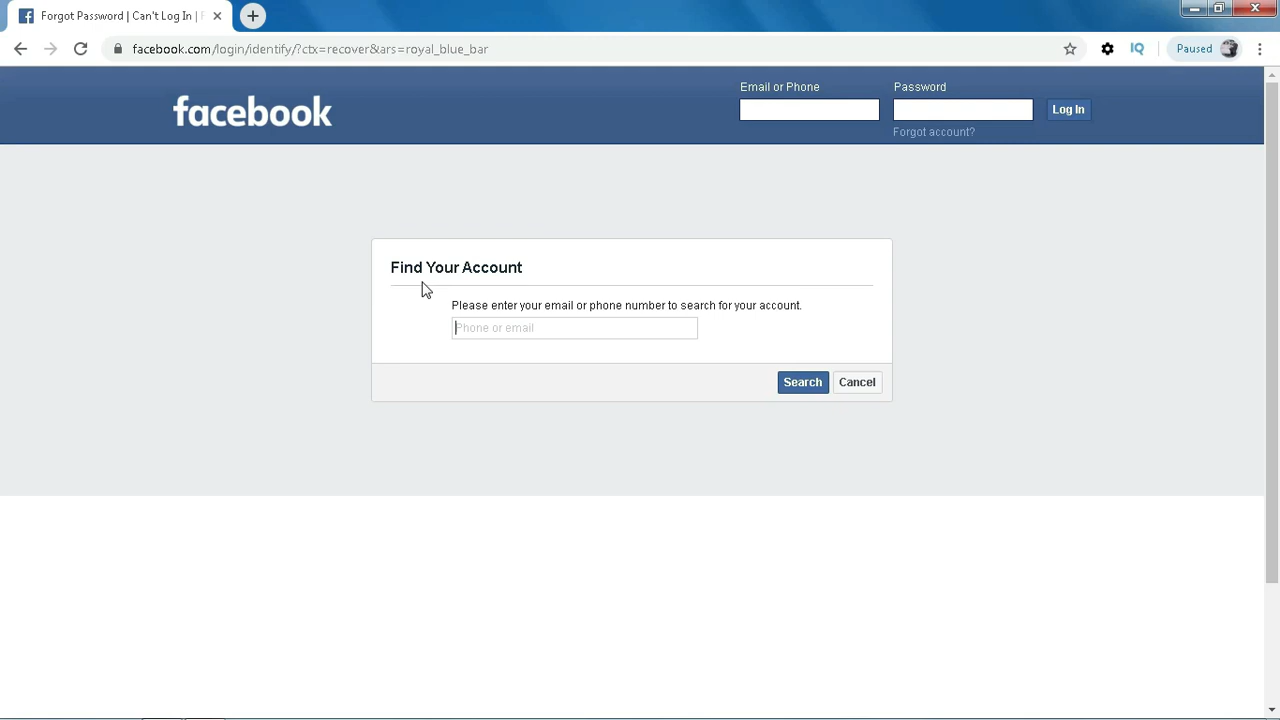 Forgot Password | Can't Log In |
facebook.com/login/identify/?ctx=recover&ars=royal_blue_bar
IQ
Paused
Email or Phone
Password
facebook
Log In
Forgot account?
Find Your Account
Please enter your email or phone number to search for your account.
Phone or email
Search
Cancel